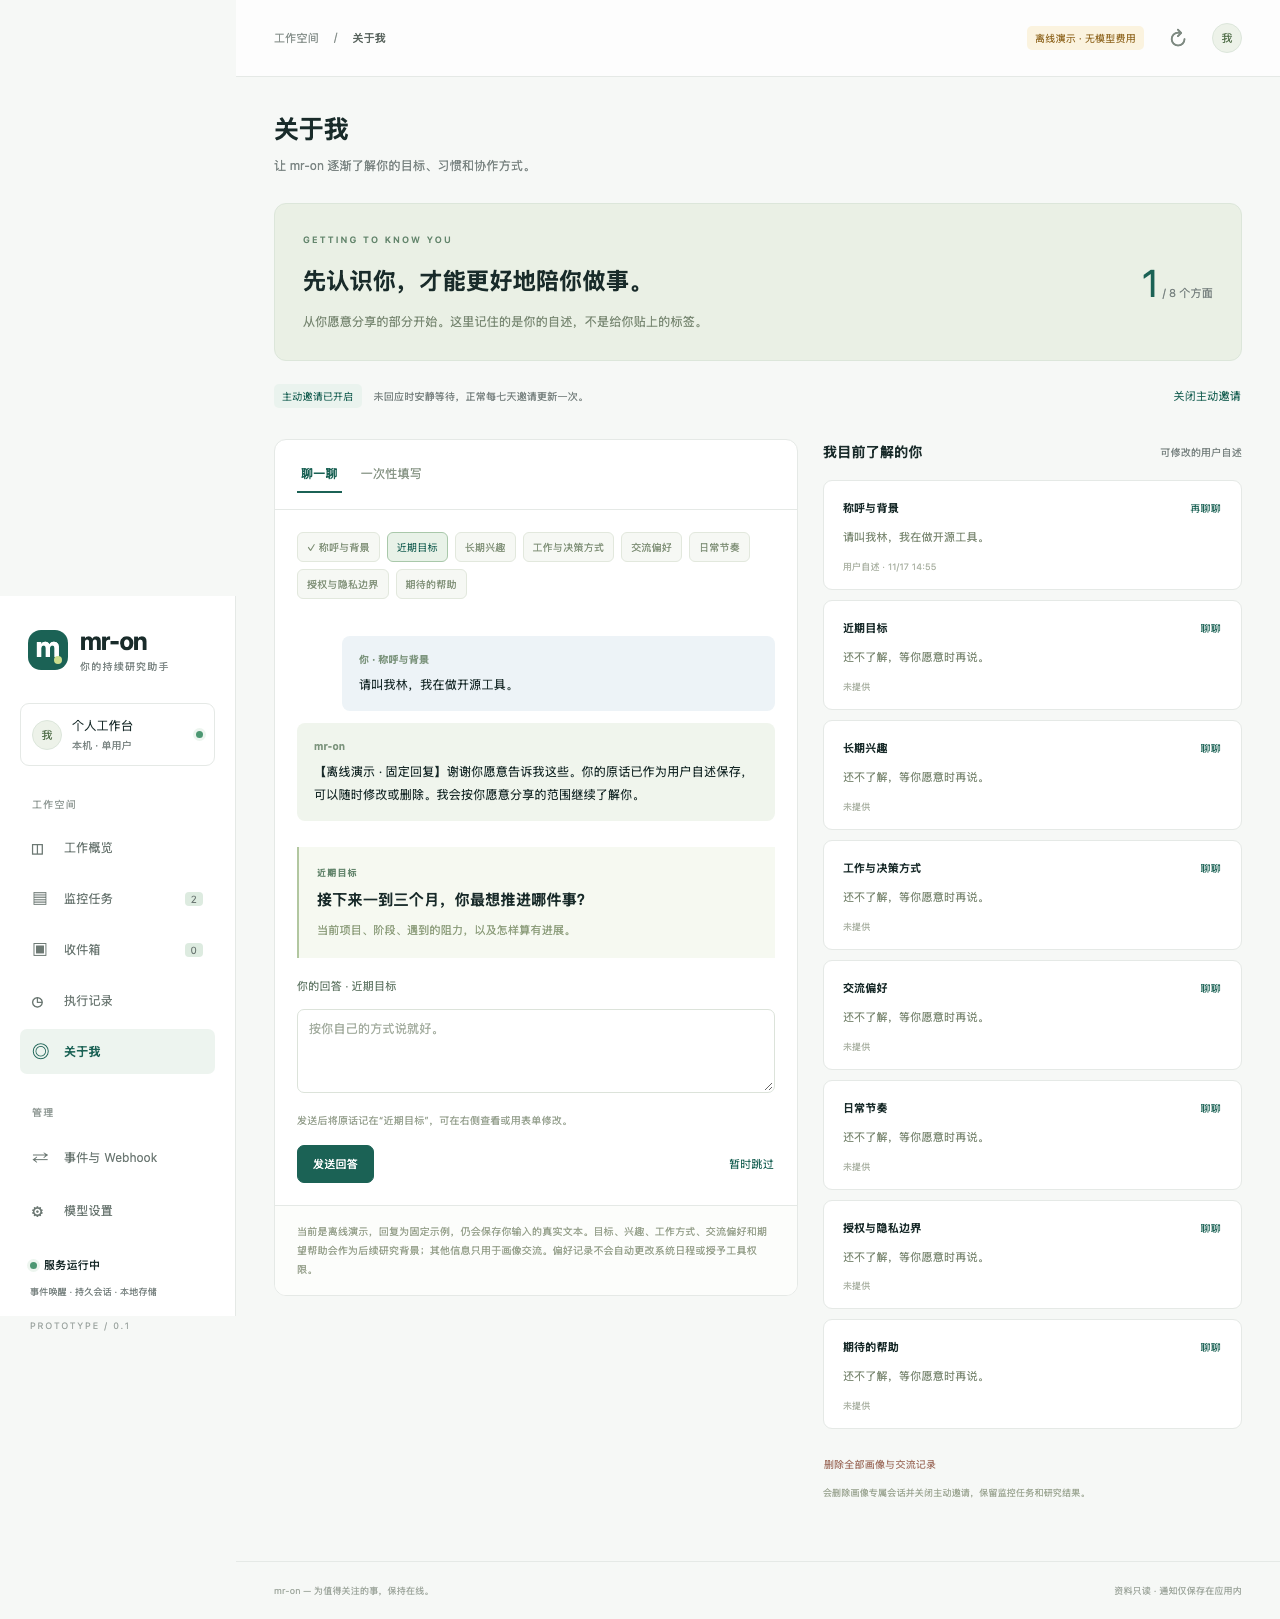 工作空间 / 关于我
离线演示 · 无模型费用
我
关于我
让 mr-on 逐渐了解你的目标、习惯和协作方式。
GETTING TO KNOW YOU
先认识你，才能更好地陪你做事。
从你愿意分享的部分开始。这里记住的是你的自述，不是给你贴上的标签。
1 / 8 个方面
主动邀请已开启
未回应时安静等待，正常每七天邀请更新一次。
关闭主动邀请
聊一聊
一次性填写
✓ 称呼与背景
近期目标
长期兴趣
工作与决策方式
交流偏好
日常节奏
授权与隐私边界
期待的帮助
你 · 称呼与背景
请叫我林，我在做开源工具。
mr-on
【离线演示 · 固定回复】谢谢你愿意告诉我这些。你的原话已作为用户自述保存，
可以随时修改或删除。我会按你愿意分享的范围继续了解你。
近期目标
接下来一到三个月，你最想推进哪件事？
当前项目、阶段、遇到的阻力，以及怎样算有进展。
你的回答 · 近期目标
按你自己的方式说就好。
发送后将原话记在“近期目标”，可在右侧查看或用表单修改。
发送回答
暂时跳过
当前是离线演示，回复为固定示例，仍会保存你输入的真实文本。目标、兴趣、工作方式、交流偏好和期
望帮助会作为后续研究背景；其他信息只用于画像交流。偏好记录不会自动更改系统日程或授予工具权
限。
我目前了解的你
可修改的用户自述
称呼与背景
再聊聊
请叫我林，我在做开源工具。
用户自述 · 11/17 14:55
近期目标
聊聊
还不了解，等你愿意时再说。
未提供
长期兴趣
聊聊
还不了解，等你愿意时再说。
未提供
工作与决策方式
聊聊
还不了解，等你愿意时再说。
未提供
交流偏好
聊聊
还不了解，等你愿意时再说。
未提供
日常节奏
聊聊
还不了解，等你愿意时再说。
未提供
授权与隐私边界
聊聊
还不了解，等你愿意时再说。
未提供
期待的帮助
聊聊
还不了解，等你愿意时再说。
未提供
删除全部画像与交流记录
会删除画像专属会话并关闭主动邀请，保留监控任务和研究结果。
m
mr-on
你的持续研究助手
我
个人工作台
本机 · 单用户
工作空间
工作概览
监控任务
2
收件箱
0
执行记录
关于我
管理
事件与 Webhook
模型设置
服务运行中
事件唤醒 · 持久会话 · 本地存储
PROTOTYPE / 0.1
mr-on — 为值得关注的事，保持在线。
资料只读 · 通知仅保存在应用内